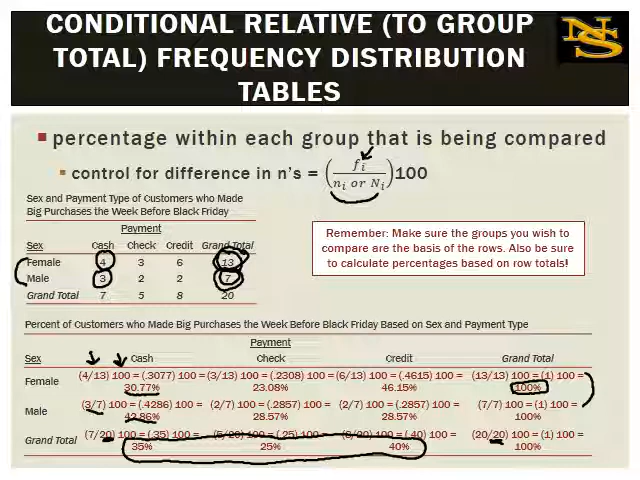 CONDITIONAL RELATIVE (TO GROUP
TOTAL) FREQUENCY DISTRIBUTION
TABLES
NS
percentage within each group that is being compared
control for difference in n's = (fi / ni or Ni)100
Sex and Payment Type of Customers who Made
Big Purchases the Week Before Black Friday
Payment
Sex Cash Check Credit Grand Total
Female 4 3 6 13
Male 3 2 2 7
Grand Total 7 5 8 20
Remember: Make sure the groups you wish to
compare are the basis of the rows. Also be sure
to calculate percentages based on row totals!
Percent of Customers who Made Big Purchases the Week Before Black Friday Based on Sex and Payment Type
Payment
Sex Cash Check Credit Grand Total
Female (4/13) 100 = (.3077) 100 = (3/13) 100 = (.2308) 100 = (6/13) 100 = (.4615) 100 = (13/13) 100 = (1) 100 =
30.77% 23.08% 46.15% 100%
Male (3/7) 100 = (.4286) 100 = (2/7) 100 = (.2857) 100 = (2/7) 100 = (.2857) 100 = (7/7) 100 = (1) 100 =
42.86% 28.57% 28.57% 100%
Grand Total (7/20) 100 = (.35) 100 = (5/20) 100 = (.25) 100 = (8/20) 100 = (.40) 100 = (20/20) 100 = (1) 100 =
35% 25% 40% 100%